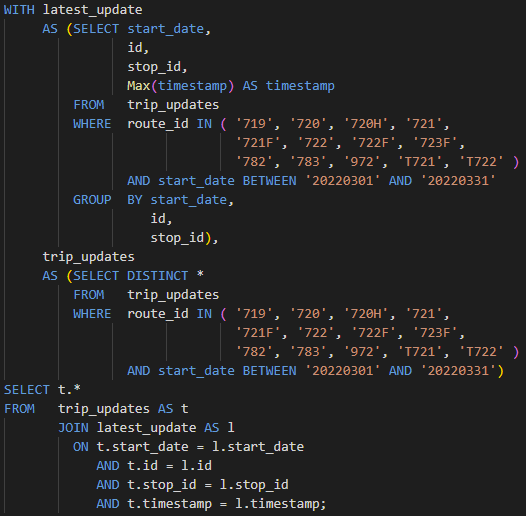 WITH latest_update
     AS (SELECT start_date,
                id,
                stop_id,
                Max(timestamp) AS timestamp
         FROM   trip_updates
         WHERE  route_id IN ( '719', '720', '720H', '721',
                              '721F', '722', '722F', '723F',
                              '782', '783', '972', 'T721', 'T722' )
                AND start_date BETWEEN '20220301' AND '20220331'
         GROUP  BY start_date,
                   id,
                   stop_id),
     trip_updates
     AS (SELECT DISTINCT *
         FROM   trip_updates
         WHERE  route_id IN ( '719', '720', '720H', '721',
                              '721F', '722', '722F', '723F',
                              '782', '783', '972', 'T721', 'T722' )
                AND start_date BETWEEN '20220301' AND '20220331')
SELECT t.*
FROM   trip_updates AS t
       JOIN latest_update AS l
         ON t.start_date = l.start_date
            AND t.id = l.id
            AND t.stop_id = l.stop_id
            AND t.timestamp = l.timestamp;